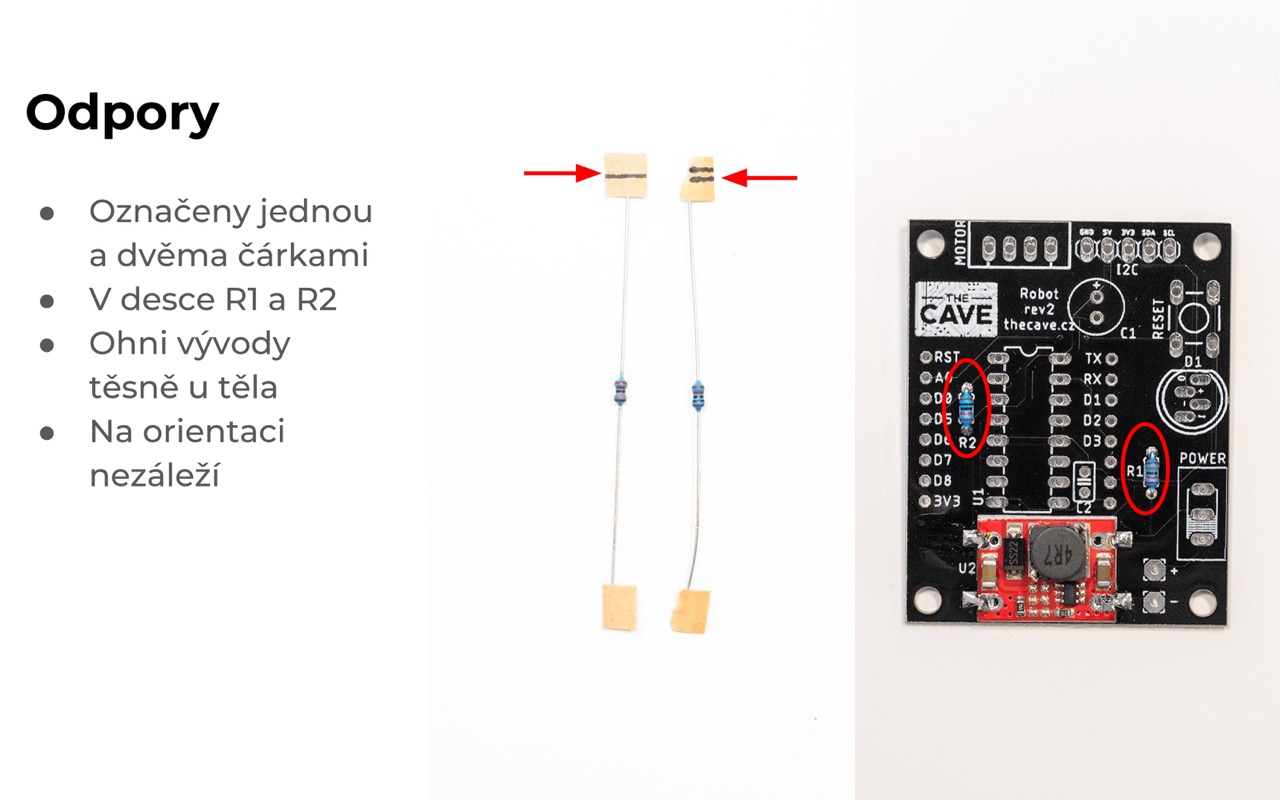 Odpory
● Označeny jednou
a dvěma čárkami
● V desce R1 a R2
● Ohni vývody
těsně u těla
● Na orientaci
nezáleží
MOTOR
GND 5V 3V3 SDA SCL
I2C
THE
CAVE
Robot
rev2
thecave.cz
+
C1
RESET
D1
RST
D0
D5
D6
D7
D8
3V3
TX
RX
D1
D2
D3
R2
R1
U1
C2
POWER
U2
SS22
4R7
+
-